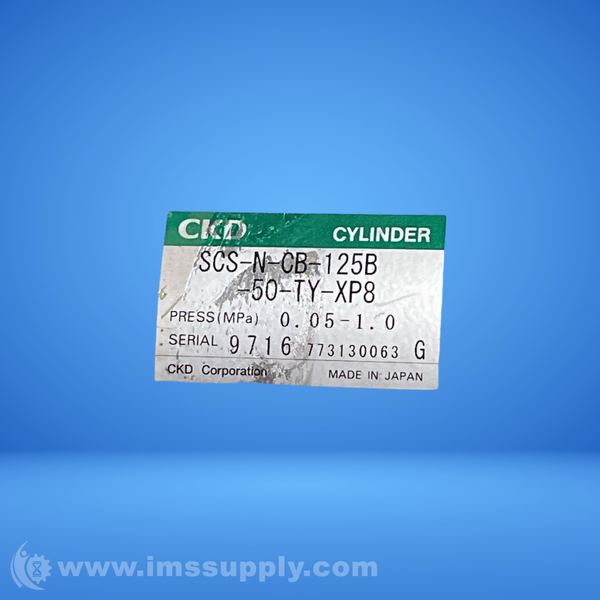 CKD CYLINDER
SCS-N-CB-125B
-50-TY-XP8
PRESS(MPa) 0.05-1.0
SERIAL 9716 773130063 G
CKD Corporation MADE IN JAPAN
www.imssupply.com